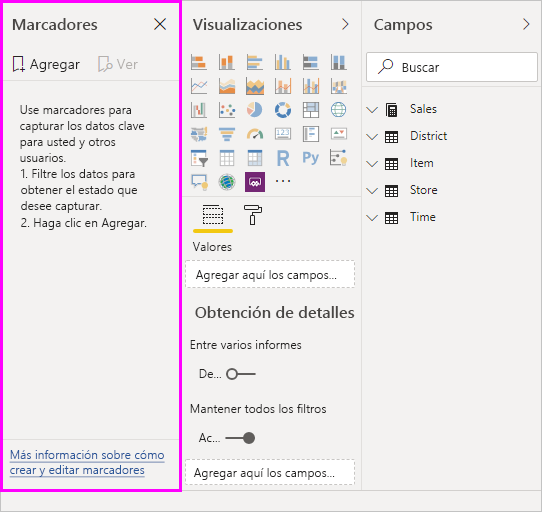 Marcadores
Agregar
Ver
Use marcadores para
capturar los datos clave
para usted y otros
usuarios.
1. Filtre los datos para
obtener el estado que
desee capturar.
2. Haga clic en Agregar.
Más información sobre cómo
crear y editar marcadores
Visualizaciones
123
R
Py
Valores
Agregar aquí los campos...
Obtención de detalles
Entre varios informes
De...
Mantener todos los filtros
Ac...
Agregar aquí los campos...
Campos
Buscar
Sales
District
Item
Store
Time